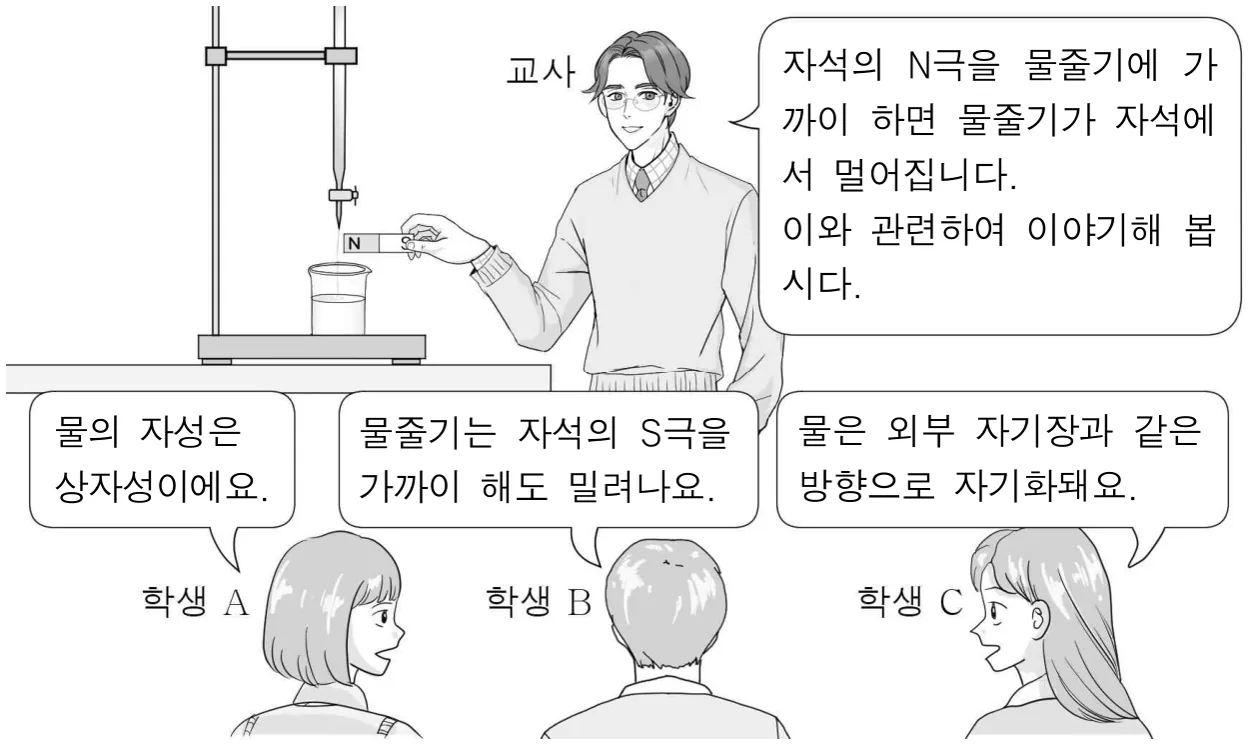 교사
자석의 N극을 물줄기에 가
까이 하면 물줄기가 자석에
서 멀어집니다.
이와 관련하여 이야기해 봅
시다.
N S
물의 자성은
상자성이에요.
물줄기는 자석의 S극을
가까이 해도 밀려나요.
물은 외부 자기장과 같은
방향으로 자기화돼요.
학생 A
학생 B
학생 C